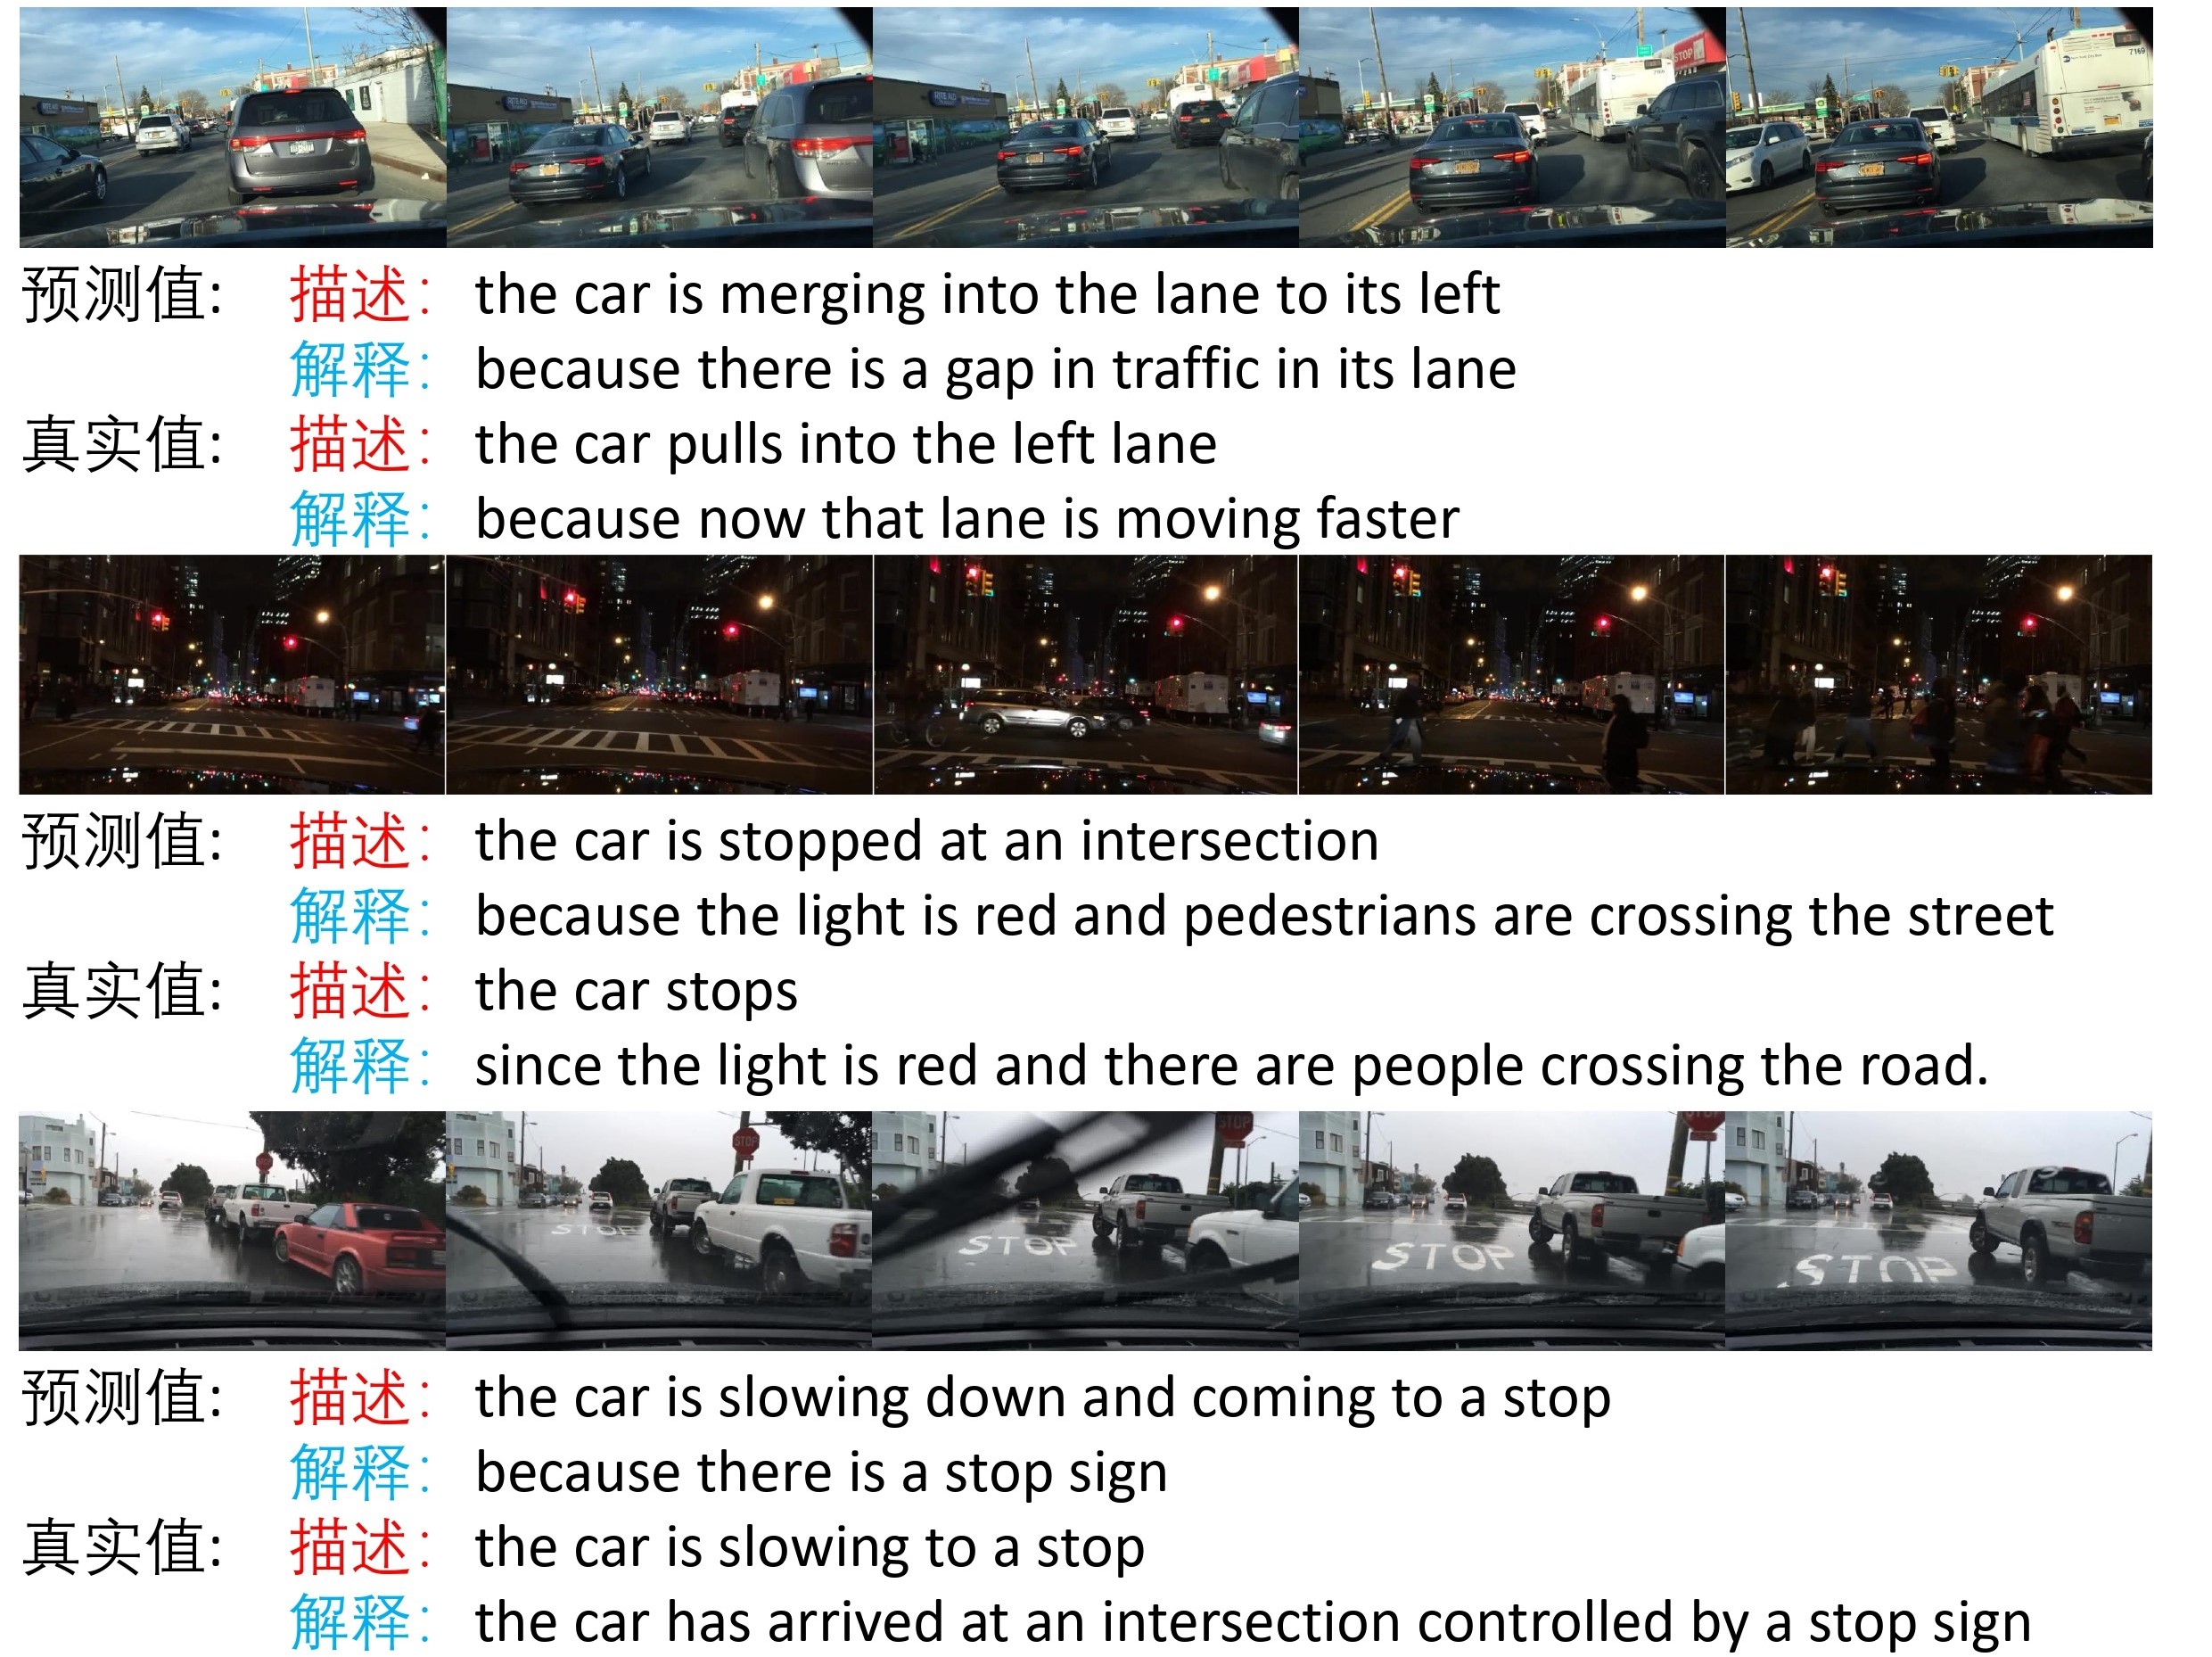 RITE AID
RITE AID
STOP
7169
预测值: 描述: the car is merging into the lane to its left
解释: because there is a gap in traffic in its lane
真实值: 描述: the car pulls into the left lane
解释: because now that lane is moving faster
预测值: 描述: the car is stopped at an intersection
解释: because the light is red and pedestrians are crossing the street
真实值: 描述: the car stops
解释: since the light is red and there are people crossing the road.
STOP
STOP
STOP
STOP
STOP
STOP
STOP
预测值: 描述: the car is slowing down and coming to a stop
解释: because there is a stop sign
真实值: 描述: the car is slowing to a stop
解释: the car has arrived at an intersection controlled by a stop sign